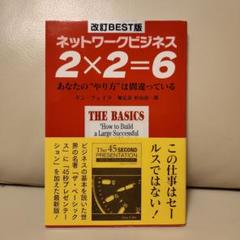 改訂BEST版
ネットワークビジネス
2×2=6
あなたの“やり方”は間違っている
THE BASICS
"How to Build
a Large Successful
この仕事はセー
ルスではない!
ビジネスの基本を説いた世
界の名著「ザ・ベーシック
ス」に「45秒プレゼンテー
ション」を加えた最新版!
The 45 SECOND
PRESENTATION